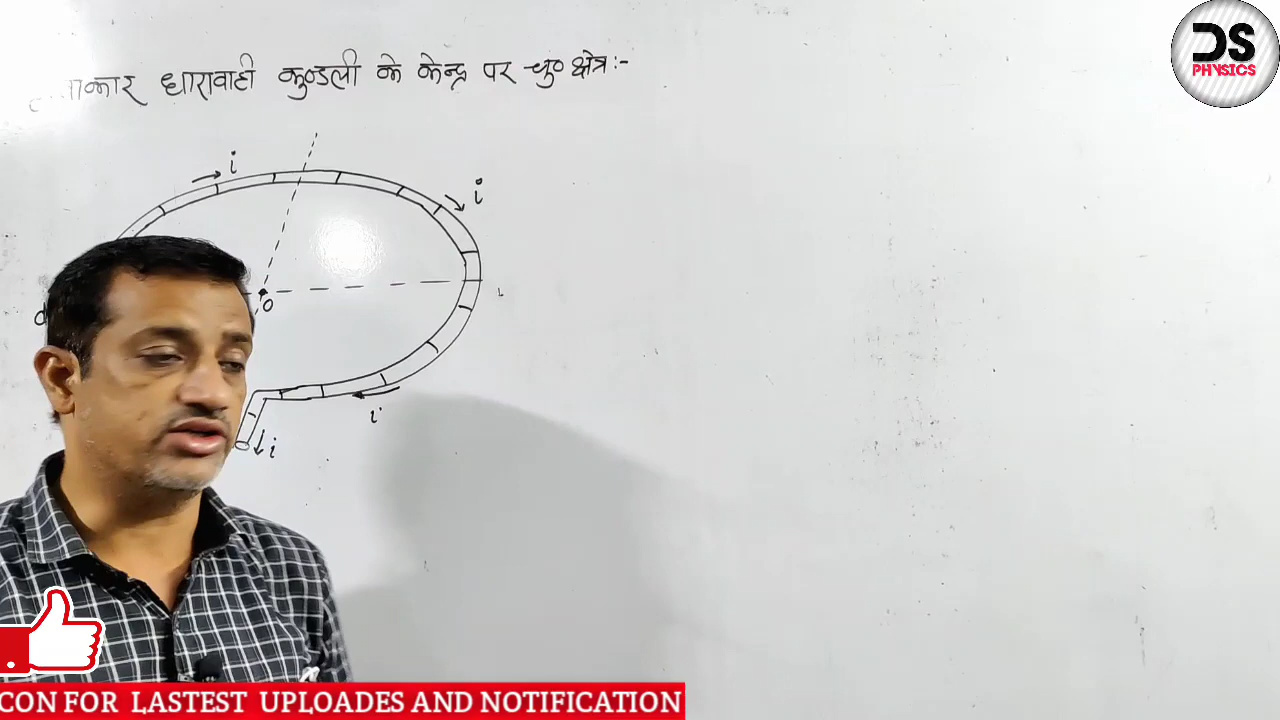 धारावाही कुण्डली के केन्द्र पर चु० क्षेत्र:-
DS
PHYSICS
i
i
O
i
i
CON FOR LASTEST UPLOADES AND NOTIFICATION